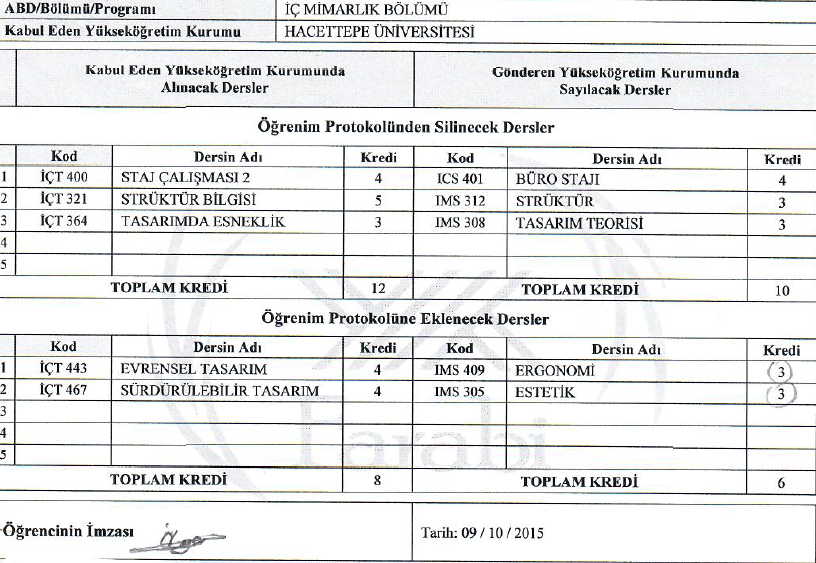 ABD/Bölümü/Programı İÇ MİMARLIK BÖLÜMÜ
Kabul Eden Yükseköğretim Kurumu HACETTEPE ÜNİVERSİTESİ
Kabul Eden Yükseköğretim Kurumunda Gönderen Yükseköğretim Kurumunda
Alınacak Dersler Sayılacak Dersler
Öğrenim Protokolünden Silinecek Dersler
Kod Dersin Adı Kredi Kod Dersin Adı Kredi
1 İÇT 400 STAJ ÇALIŞMASI 2 4 ICS 401 BÜRO STAJI 4
2 İÇT 321 STRÜKTÜR BİLGİSİ 5 IMS 312 STRÜKTÜR 3
3 İÇT 364 TASARIMDA ESNEKLİK 3 IMS 308 TASARIM TEORİSİ 3
4
5
TOPLAM KREDİ 12 TOPLAM KREDİ 10
Öğrenim Protokolüne Eklenecek Dersler
Kod Dersin Adı Kredi Kod Dersin Adı Kredi
1 İÇT 443 EVRENSEL TASARIM 4 IMS 409 ERGONOMİ 3
2 İÇT 467 SÜRDÜRÜLEBİLİR TASARIM 4 IMS 305 ESTETİK 3
3
4
5
Farabi
TOPLAM KREDİ 8 TOPLAM KREDİ 6
Öğrencinin İmzası Tarih: 09 / 10 / 2015